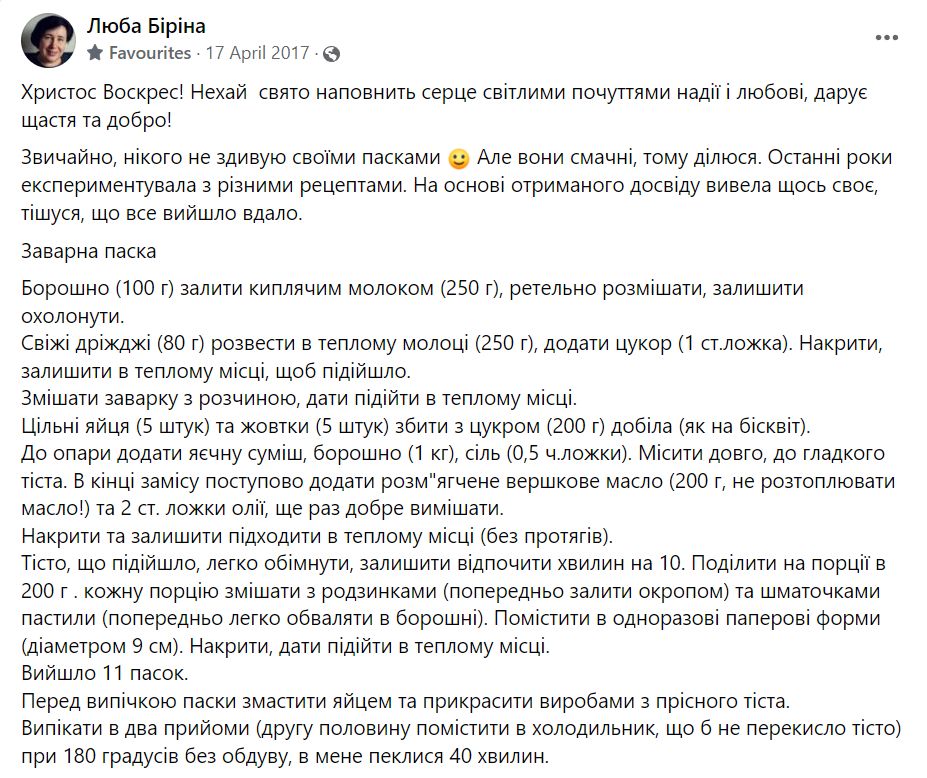 Люба Біріна
Favourites · 17 April 2017 ·
Христос Воскрес! Нехай  свято наповнить серце світлими почуттями надії і любові, дарує
щастя та добро!
Звичайно, нікого не здивую своїми пасками 🙂 Але вони смачні, тому ділюся. Останні роки
експериментувала з різними рецептами. На основі отриманого досвіду вивела щось своє,
тішуся, що все вийшло вдало.
Заварна паска
Борошно (100 г) залити киплячим молоком (250 г), ретельно розмішати, залишити
охолонути.
Свіжі дріжджі (80 г) розвести в теплому молоці (250 г), додати цукор (1 ст.ложка). Накрити,
залишити в теплому місці, щоб підійшло.
Змішати заварку з розчиною, дати підійти в теплому місці.
Цільні яйця (5 штук) та жовтки (5 штук) збити з цукром (200 г) добіла (як на бісквіт).
До опари додати яєчну суміш, борошно (1 кг), сіль (0,5 ч.ложки). Місити довго, до гладкого
тіста. В кінці замісу поступово додати розм"ягчене вершкове масло (200 г, не розтоплювати
масло!) та 2 ст. ложки олії, ще раз добре вимішати.
Накрити та залишити підходити в теплому місці (без протягів).
Тісто, що підійшло, легко обімнути, залишити відпочити хвилин на 10. Поділити на порції в
200 г . кожну порцію змішати з родзинками (попередньо залити окропом) та шматочками
пастили (попередньо легко обваляти в борошні). Помістити в одноразові паперові форми
(діаметром 9 см). Накрити, дати підійти в теплому місці.
Вийшло 11 пасок.
Перед випічкою паски змастити яйцем та прикрасити виробами з прісного тіста.
Випікати в два прийоми (другу половину помістити в холодильник, що б не перекисло тісто)
при 180 градусів без обдуву, в мене пеклися 40 хвилин.